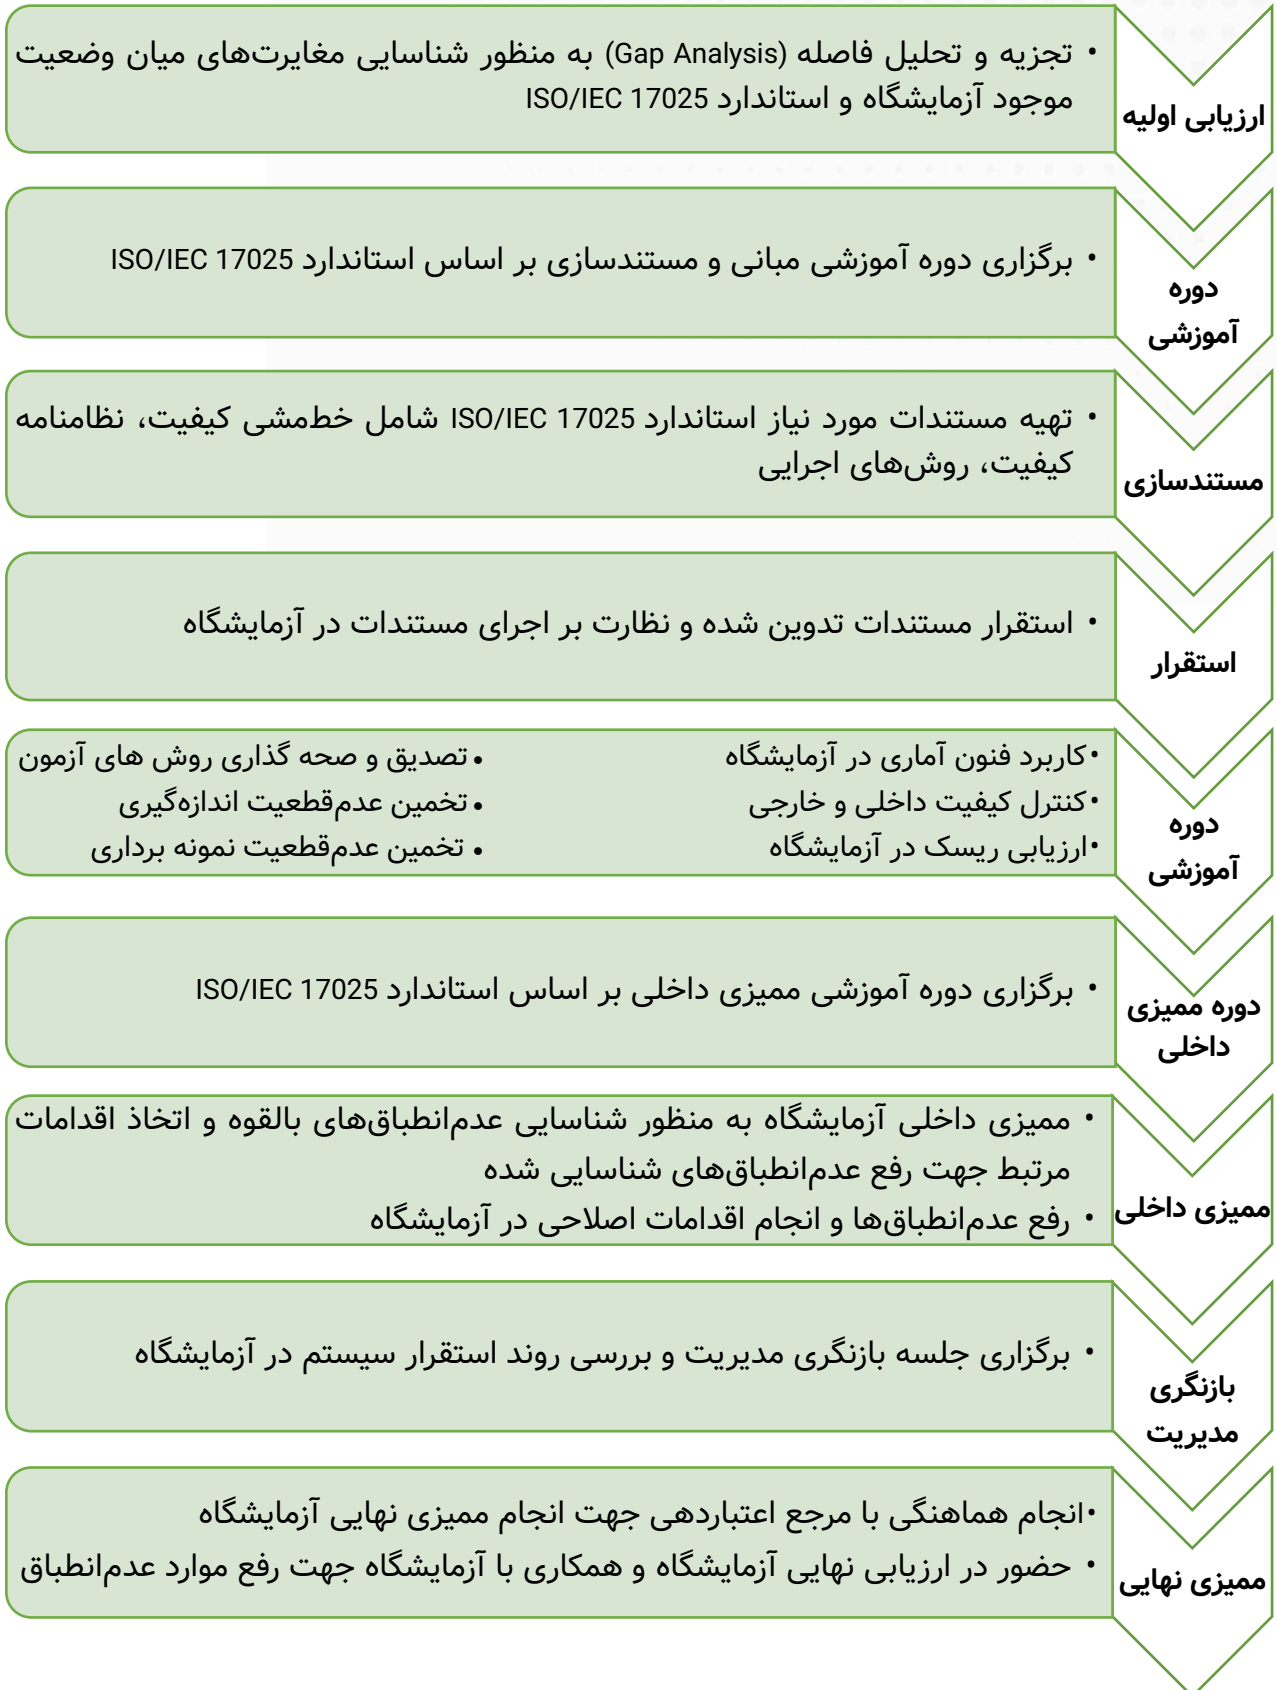 ارزیابی اولیه
• تجزیه و تحلیل فاصله (Gap Analysis) به منظور شناسایی مغایرت‌های میان وضعیت
موجود آزمایشگاه و استاندارد ISO/IEC 17025
دوره
آموزشی
• برگزاری دوره آموزشی مبانی و مستندسازی بر اساس استاندارد ISO/IEC 17025
مستندسازی
• تهیه مستندات مورد نیاز استاندارد ISO/IEC 17025 شامل خط‌مشی کیفیت، نظامنامه
کیفیت، روش‌های اجرایی
استقرار
• استقرار مستندات تدوین شده و نظارت بر اجرای مستندات در آزمایشگاه
دوره
آموزشی
•کاربرد فنون آماری در آزمایشگاه
•کنترل کیفیت داخلی و خارجی
•ارزیابی ریسک در آزمایشگاه
• تصدیق و صحه گذاری روش های آزمون
• تخمین عدم‌قطعیت اندازه‌گیری
• تخمین عدم‌قطعیت نمونه برداری
دوره ممیزی
داخلی
• برگزاری دوره آموزشی ممیزی داخلی بر اساس استاندارد ISO/IEC 17025
ممیزی داخلی
• ممیزی داخلی آزمایشگاه به منظور شناسایی عدم‌انطباق‌های بالقوه و اتخاذ اقدامات
مرتبط جهت رفع عدم‌انطباق‌های شناسایی شده
• رفع عدم‌انطباق‌ها و انجام اقدامات اصلاحی در آزمایشگاه
بازنگری
مدیریت
• برگزاری جلسه بازنگری مدیریت و بررسی روند استقرار سیستم در آزمایشگاه
ممیزی نهایی
•انجام هماهنگی با مرجع اعتباردهی جهت انجام ممیزی نهایی آزمایشگاه
• حضور در ارزیابی نهایی آزمایشگاه و همکاری با آزمایشگاه جهت رفع موارد عدم‌انطباق